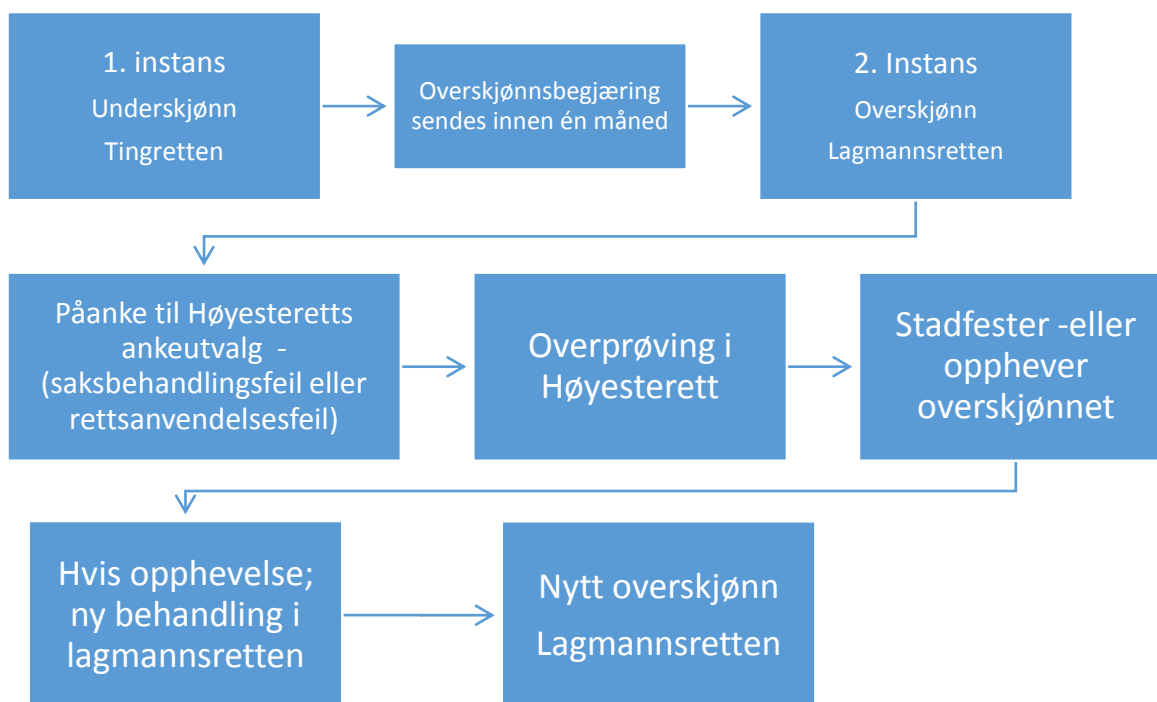 1. instans
Underskjønn
Tingretten
Overskjønnsbegjæring
sendes innen én måned
2. Instans
Overskjønn
Lagmannsretten
Påanke til Høyesteretts
ankeutvalg -
(saksbehandlingsfeil eller
rettsanvendelsesfeil)
Overprøving i
Høyesterett
Stadfester -eller
opphever
overskjønnet
Hvis opphevelse;
ny behandling i
lagmannsretten
Nytt overskjønn
Lagmannsretten